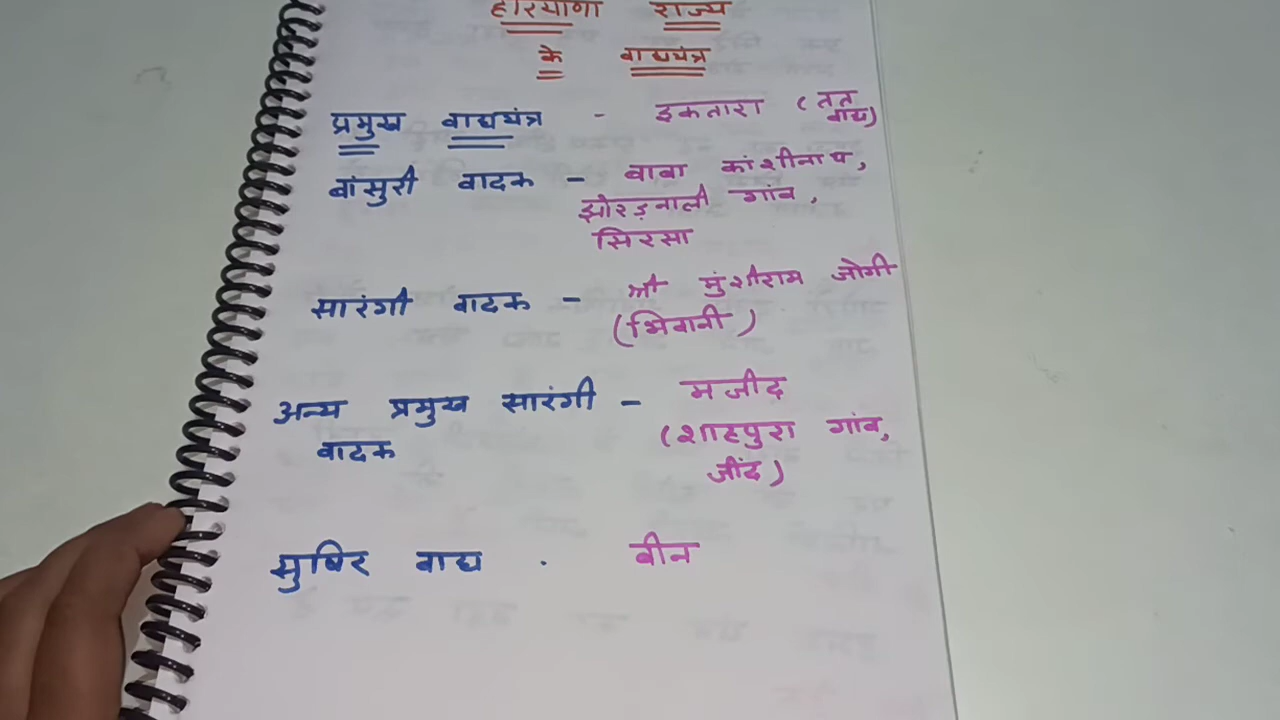 हरियाणा राज्य
के वाद्ययंत्र
प्रमुख वाद्ययंत्र - इकतारा (तत वाद्य)
बांसुरी वादक - बाबा कांशीनाथ,
झोरड़नाली गांव,
सिरसा
सारंगी वादक - श्री मुंशीराम जोगी
(भिवानी)
अन्य प्रमुख सारंगी - मजीद
वादक (शाहपुरा गांव,
जींद)
सुषिर वाद्य . बीन